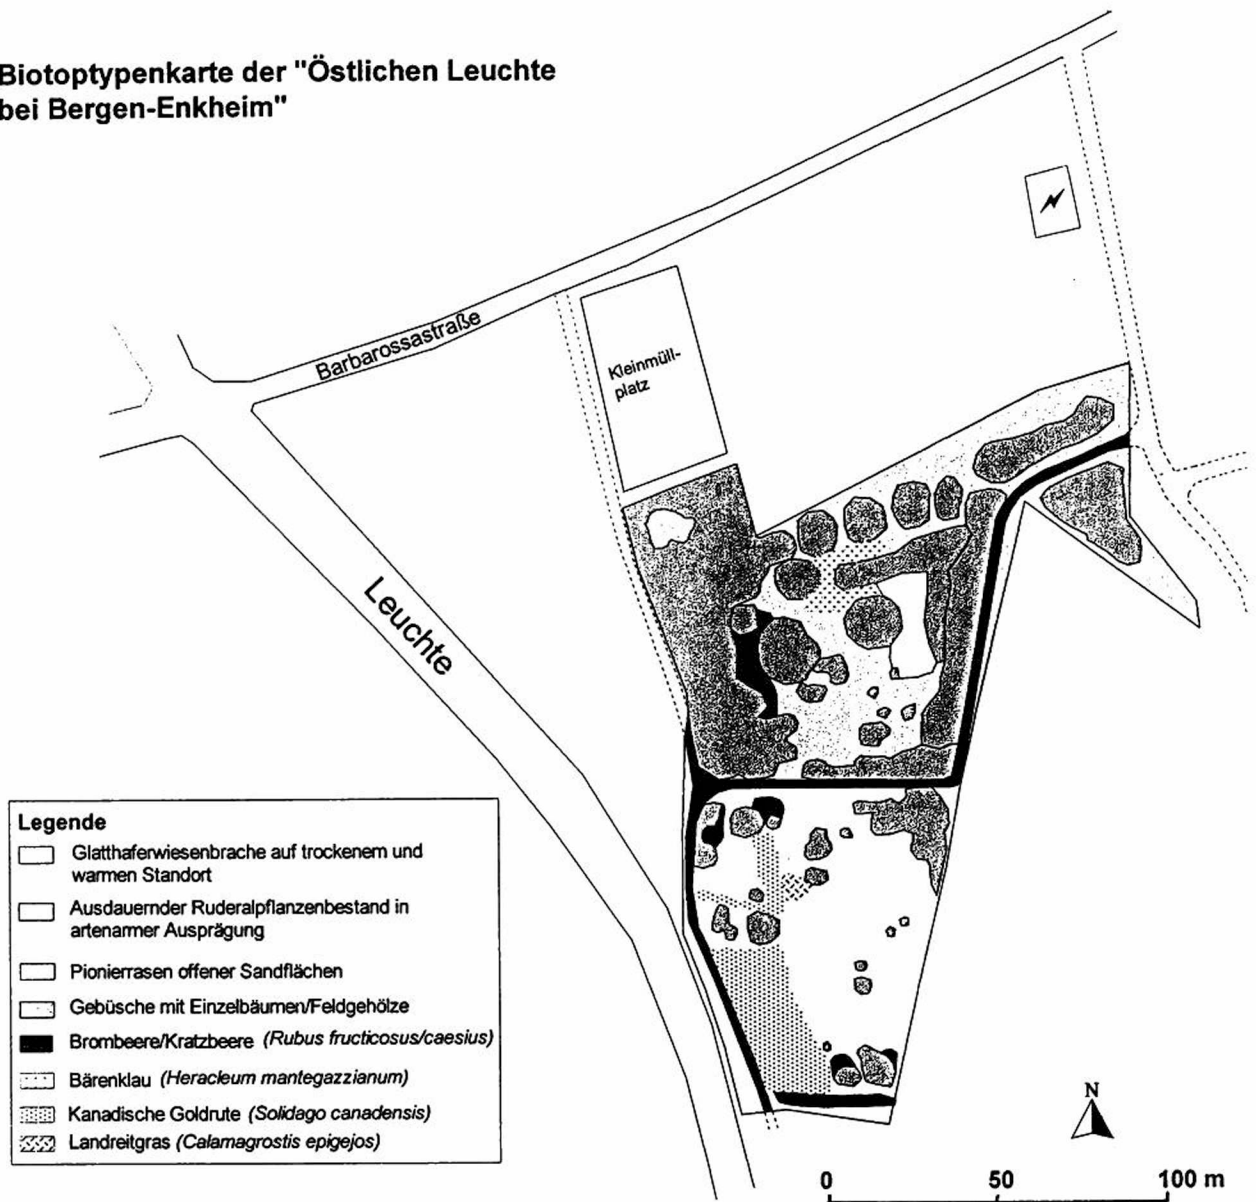 Biotoptypenkarte der "Östlichen Leuchte
bei Bergen-Enkheim"
Barbarossastraße
Kleinmüll-
platz
Leuchte
Legende
Glatthaferwiesenbrache auf trockenem und
warmen Standort
Ausdauernder Ruderalpflanzenbestand in
artenarmer Ausprägung
Pionierrasen offener Sandflächen
Gebüsche mit Einzelbäumen/Feldgehölze
Brombeere/Kratzbeere (Rubus fructicosus/caesius)
Bärenklau (Heracleum mantegazzianum)
Kanadische Goldrute (Solidago canadensis)
Landreitgras (Calamagrostis epigejos)
N
0 50 100 m